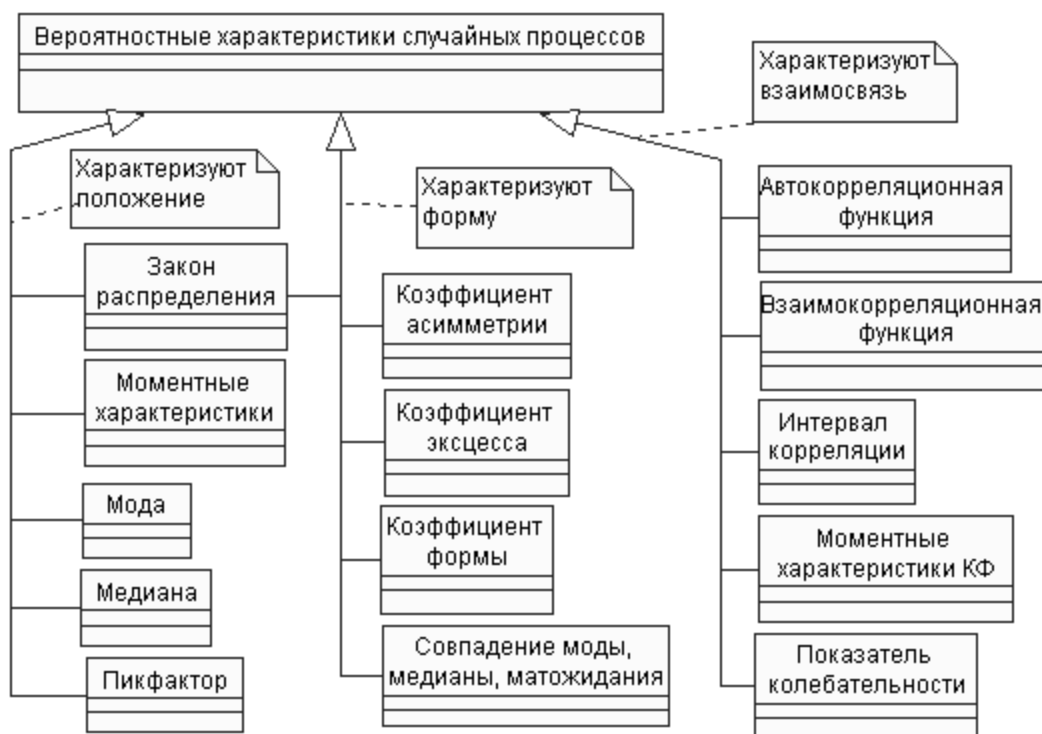 Вероятностные характеристики случайных процессов
Характеризуют
взаимосвязь
Характеризуют
положение
Характеризуют
форму
Закон
распределения
Моментные
характеристики
Мода
Медиана
Пикфактор
Коэффициент
асимметрии
Коэффициент
эксцесса
Коэффициент
формы
Совпадение моды,
медианы, матожидания
Автокорреляционная
функция
Взаимокорреляционная
функция
Интервал
корреляции
Моментные
характеристики КФ
Показатель
колебательности